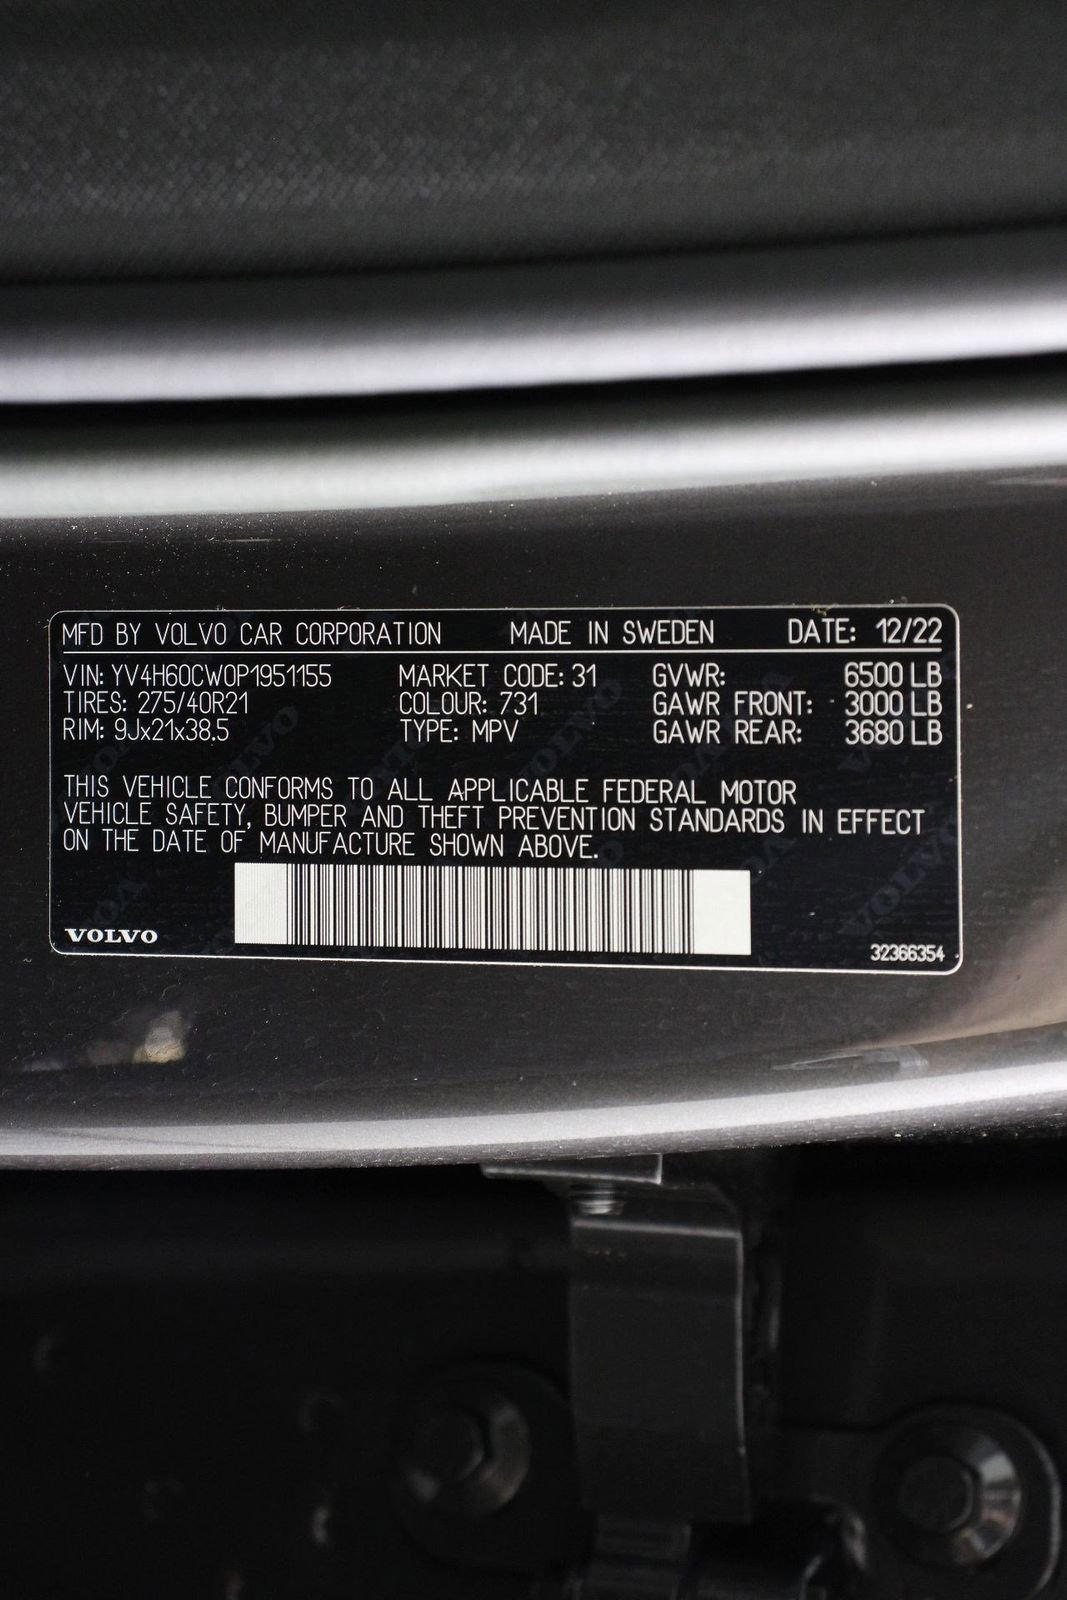 MFD BY VOLVO CAR CORPORATION MADE IN SWEDEN DATE: 12/22
VIN: YV4H60CW0P1951155 MARKET CODE: 31 GVWR: 6500 LB
TIRES: 275/40R21 COLOUR: 731 GAWR FRONT: 3000 LB
RIM: 9Jx21x38.5 TYPE: MPV GAWR REAR: 3680 LB
THIS VEHICLE CONFORMS TO ALL APPLICABLE FEDERAL MOTOR
VEHICLE SAFETY, BUMPER AND THEFT PREVENTION STANDARDS IN EFFECT
ON THE DATE OF MANUFACTURE SHOWN ABOVE.
VOLVO 32366354